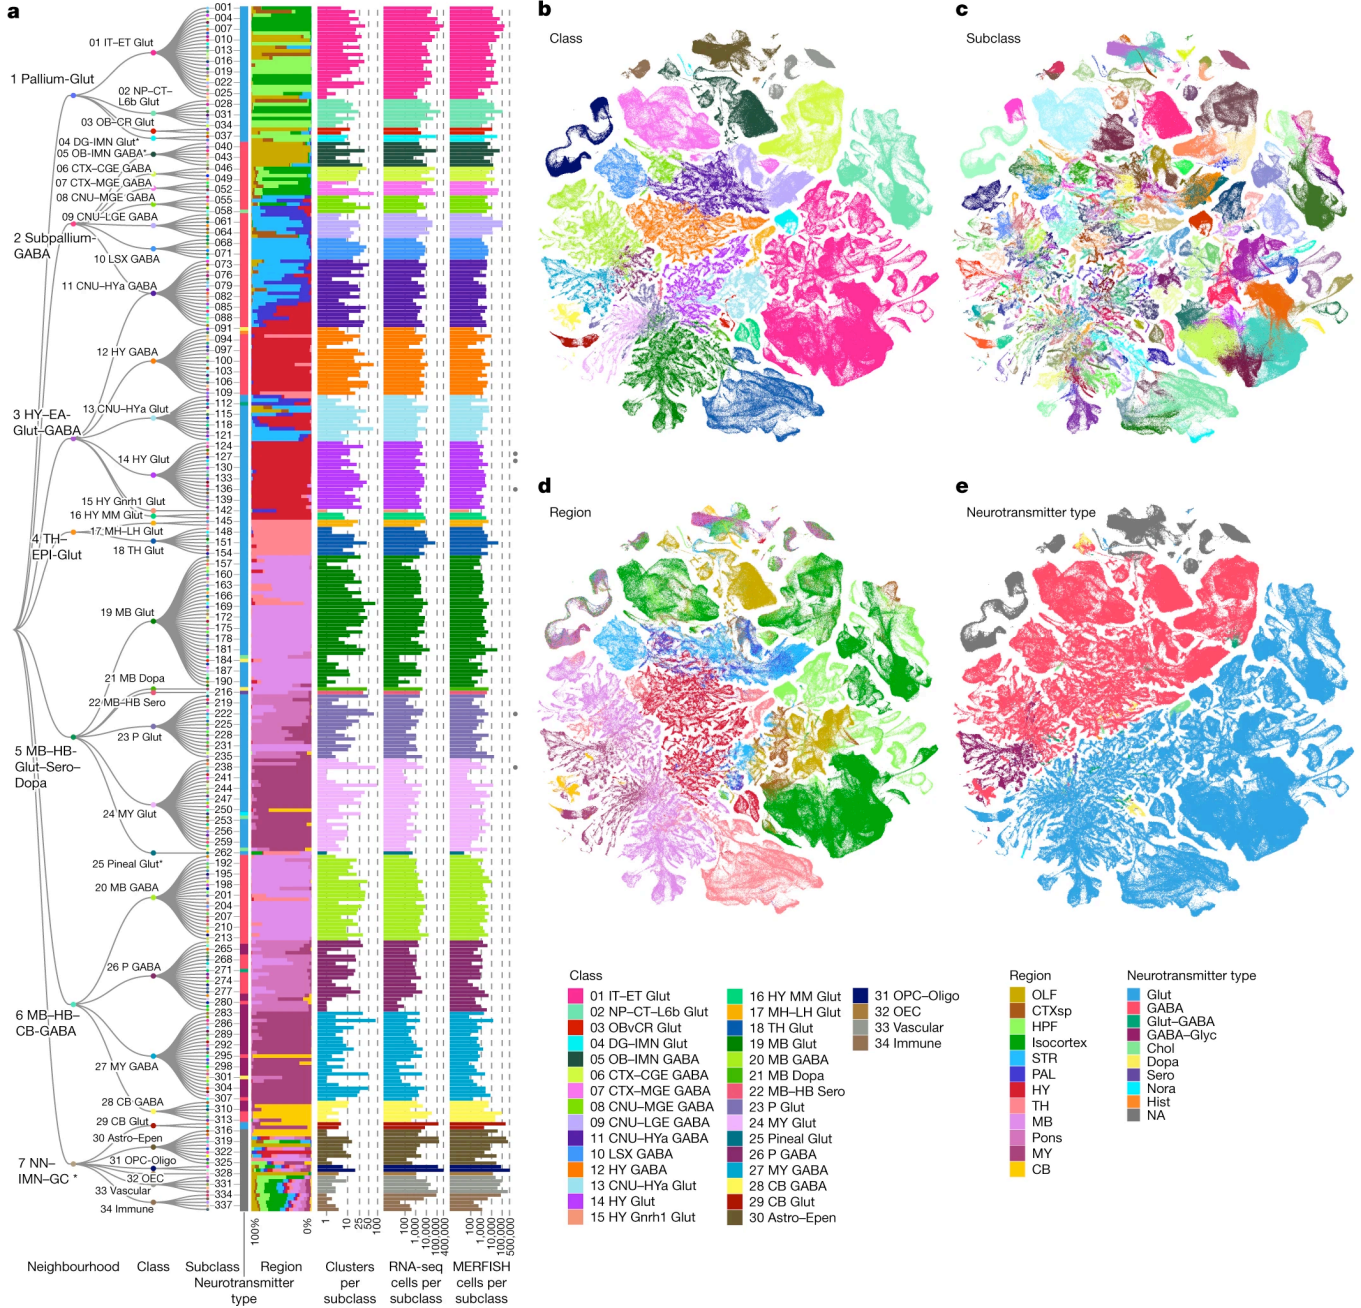 a
1 Pallium-Glut
2 Subpallium-
GABA
3 HY–EA-
Glut–GABA
4 TH–
EPI-Glut
5 MB–HB-
Glut–Sero–
Dopa
6 MB–HB–
CB-GABA
7 NN–
IMN–GC *
01 IT–ET Glut
02 NP–CT–
L6b Glut
03 OB–CR Glut
04 DG-IMN Glut*
05 OB-IMN GABA*
06 CTX–CGE GABA
07 CTX–MGE GABA
08 CNU–MGE GABA
09 CNU–LGE GABA
10 LSX GABA
11 CNU–HYa GABA
12 HY GABA
13 CNU–HYa Glut
14 HY Glut
15 HY Gnrh1 Glut
16 HY MM Glut
17 MH–LH Glut
18 TH Glut
19 MB Glut
21 MB Dopa
22 MB–HB Sero
23 P Glut
24 MY Glut
25 Pineal Glut*
20 MB GABA
26 P GABA
27 MY GABA
28 CB GABA
29 CB Glut
30 Astro–Epen
31 OPC–Oligo
32 OEC
33 Vascular
34 Immune
001
004
007
010
013
016
019
022
025
028
031
034
037
040
043
046
049
052
055
058
061
064
068
071
073
076
079
082
085
088
091
094
097
100
103
106
109
112
115
118
121
124
127
130
133
136
139
142
145
148
151
154
157
160
163
166
169
172
175
178
181
184
187
190
216
219
222
225
228
231
235
238
241
244
247
250
253
256
259
262
192
195
198
201
204
207
210
213
265
268
271
274
277
280
283
286
289
292
295
298
301
304
307
310
313
316
319
322
325
328
331
334
337
100%
0%
1
10
25
50
100
100
1,000
10,000
100,000
400,000
100
1,000
10,000
100,000
500,000
Neighbourhood
Class
Subclass
Neurotransmitter
type
Region
Clusters
per
subclass
RNA-seq
cells per
subclass
MERFISH
cells per
subclass
b
Class
c
Subclass
d
Region
e
Neurotransmitter type
Class
01 IT–ET Glut
02 NP–CT–L6b Glut
03 OBvCR Glut
04 DG–IMN Glut
05 OB–IMN GABA
06 CTX–CGE GABA
07 CTX–MGE GABA
08 CNU–MGE GABA
09 CNU–LGE GABA
11 CNU–HYa GABA
10 LSX GABA
12 HY GABA
13 CNU–HYa Glut
14 HY Glut
15 HY Gnrh1 Glut
16 HY MM Glut
17 MH–LH Glut
18 TH Glut
19 MB Glut
20 MB GABA
21 MB Dopa
22 MB–HB Sero
23 P Glut
24 MY Glut
25 Pineal Glut
26 P GABA
27 MY GABA
28 CB GABA
29 CB Glut
30 Astro–Epen
31 OPC–Oligo
32 OEC
33 Vascular
34 Immune
Region
OLF
CTXsp
HPF
Isocortex
STR
PAL
HY
TH
MB
Pons
MY
CB
Neurotransmitter type
Glut
GABA
Glut–GABA
GABA–Glyc
Chol
Dopa
Sero
Nora
Hist
NA